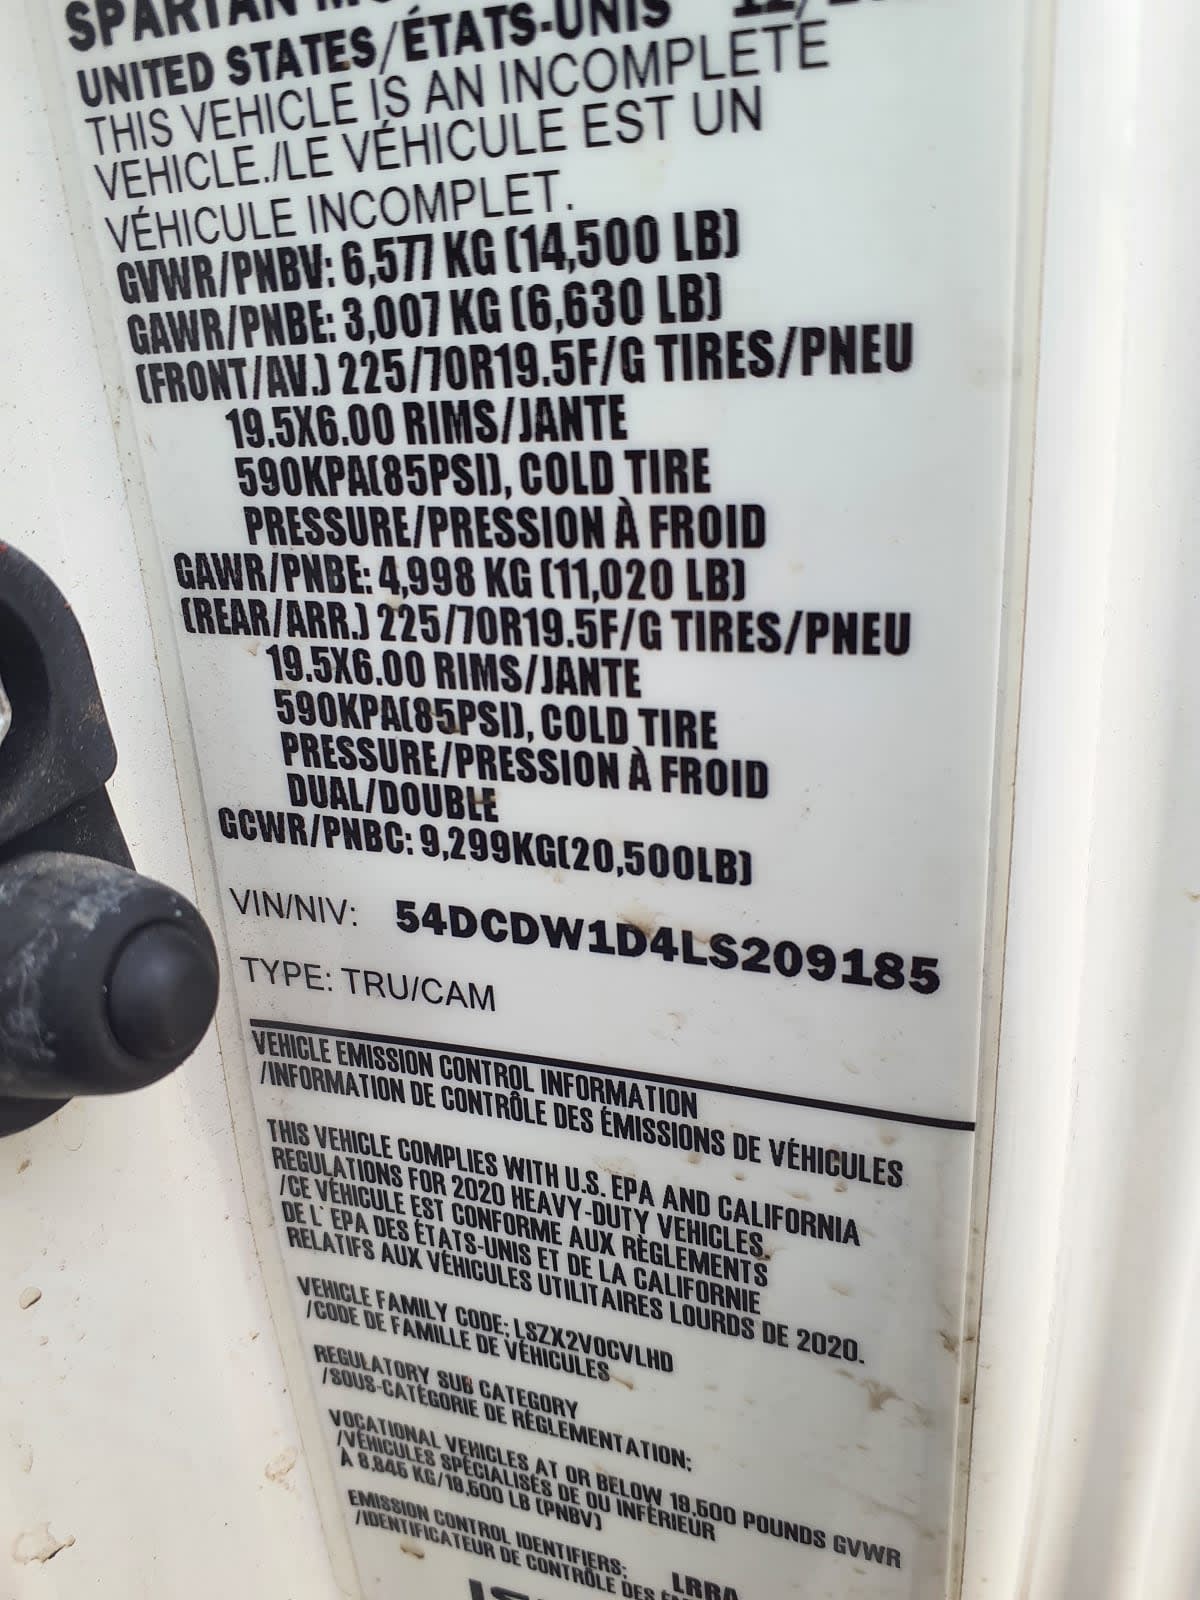 SPARTAN
UNITED STATES/ÉTATS-UNIS
THIS VEHICLE IS AN INCOMPLETE
VEHICLE./LE VÉHICULE EST UN
VÉHICULE INCOMPLET.
GVWR/PNBV: 6,577 KG (14,500 LB)
GAWR/PNBE: 3,007 KG (6,630 LB)
(FRONT/AV.) 225/70R19.5F/G TIRES/PNEU
19.5X6.00 RIMS/JANTE
590KPA(85PSI), COLD TIRE
PRESSURE/PRESSION À FROID
GAWR/PNBE: 4,998 KG (11,020 LB)
(REAR/ARR.) 225/70R19.5F/G TIRES/PNEU
19.5X6.00 RIMS/JANTE
590KPA(85PSI), COLD TIRE
PRESSURE/PRESSION À FROID
DUAL/DOUBLE
GCWR/PNBC: 9,299KG(20,500LB)
VIN/NIV: 54DCDW1D4LS209185
TYPE: TRU/CAM
VEHICLE EMISSION CONTROL INFORMATION
/INFORMATION DE CONTRÔLE DES ÉMISSIONS DE VÉHICULES
THIS VEHICLE COMPLIES WITH U.S. EPA AND CALIFORNIA
REGULATIONS FOR 2020 HEAVY-DUTY VEHICLES.
/CE VÉHICULE EST CONFORME AUX RÈGLEMENTS
DE L'EPA DES ÉTATS-UNIS ET DE LA CALIFORNIE
RELATIFS AUX VÉHICULES UTILITAIRES LOURDS DE 2020.
VEHICLE FAMILY CODE: LSZX2VOCVLHD
/CODE DE FAMILLE DE VÉHICULES
REGULATORY SUB CATEGORY
/SOUS-CATÉGORIE DE RÉGLEMENTATION:
VOCATIONAL VEHICLES AT OR BELOW 19,500 POUNDS GVWR
/VÉHICULES SPÉCIALISÉS DE OU INFÉRIEUR
À 8,845 KG/19,500 LB (PNBV)
EMISSION CONTROL IDENTIFIERS: LRRA
/IDENTIFICATEUR DE CONTRÔLE DES